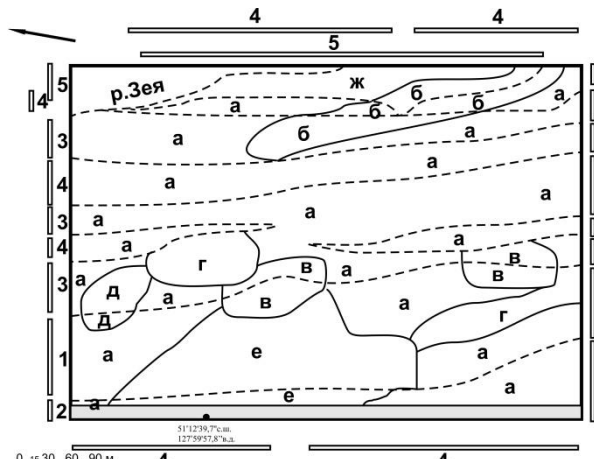 4 4
5
р.Зея
ж
5
4
а б б а
б
3
а б а
4
а а
а
3
а а
4
а а
г в
в
3
а д в а
а в
д г
а
1
а е а
а
2
а е
51°12'39,7"с.ш.
127°59'57,8"в.д.
0 15 30 60 90 м
4 4